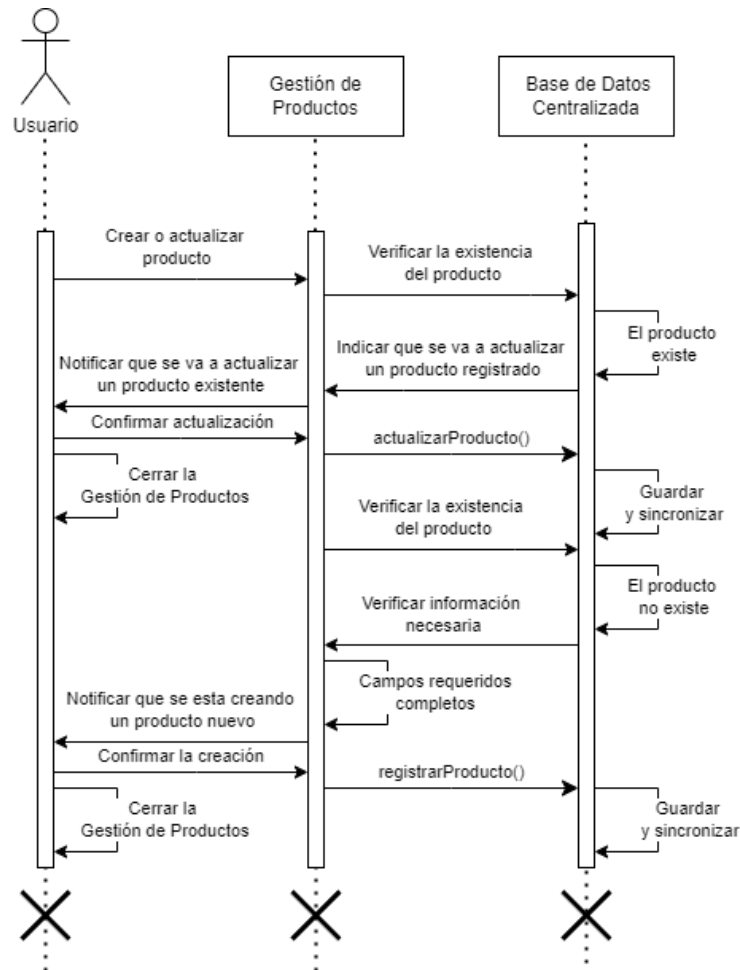 Usuario
Gestión de
Productos
Base de Datos
Centralizada
Crear o actualizar
producto
Verificar la existencia
del producto
El producto
existe
Indicar que se va a actualizar
un producto registrado
Notificar que se va a actualizar
un producto existente
Confirmar actualización
actualizarProducto()
Cerrar la
Gestión de Productos
Guardar
y sincronizar
Verificar la existencia
del producto
El producto
no existe
Verificar información
necesaria
Campos requeridos
completos
Notificar que se esta creando
un producto nuevo
Confirmar la creación
registrarProducto()
Cerrar la
Gestión de Productos
Guardar
y sincronizar